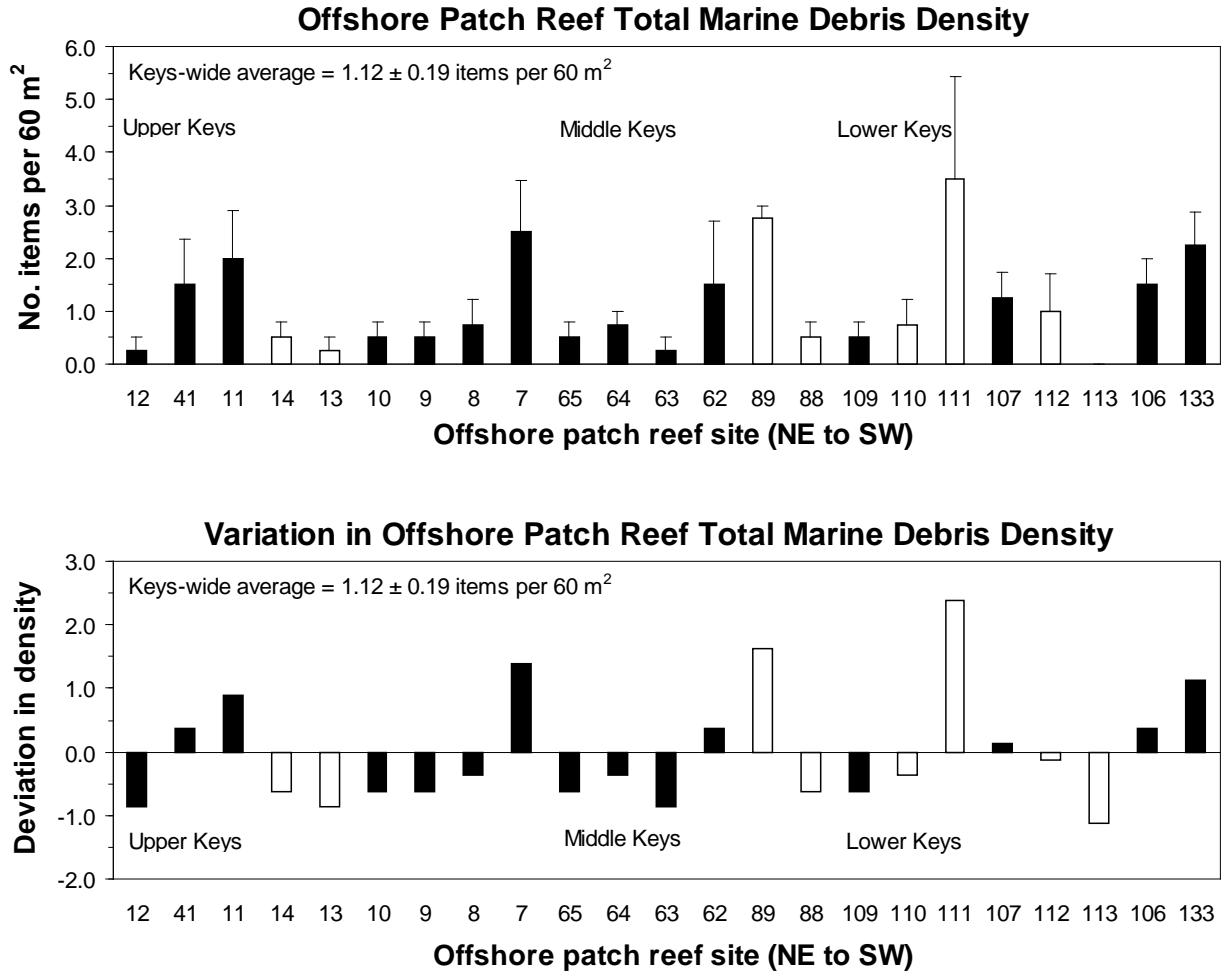 Offshore Patch Reef Total Marine Debris Density
No. items per 60 m²
6.0
5.0
4.0
3.0
2.0
1.0
0.0
Keys-wide average = 1.12 ± 0.19 items per 60 m²
Upper Keys Middle Keys Lower Keys
12 41 11 14 13 10 9 8 7 65 64 63 62 89 88 109 110 111 107 112 113 106 133
Offshore patch reef site (NE to SW)
Variation in Offshore Patch Reef Total Marine Debris Density
Deviation in density
3.0
2.0
1.0
0.0
-1.0
-2.0
Keys-wide average = 1.12 ± 0.19 items per 60 m²
Upper Keys Middle Keys Lower Keys
12 41 11 14 13 10 9 8 7 65 64 63 62 89 88 109 110 111 107 112 113 106 133
Offshore patch reef site (NE to SW)